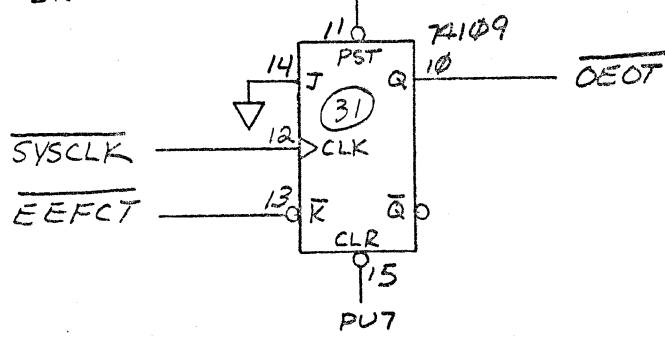 11
74109
PST
14
J
Q
10
OEOT
31
SYSCLK
12
CLK
EEFCT
13
K
Q
CLR
15
PU7